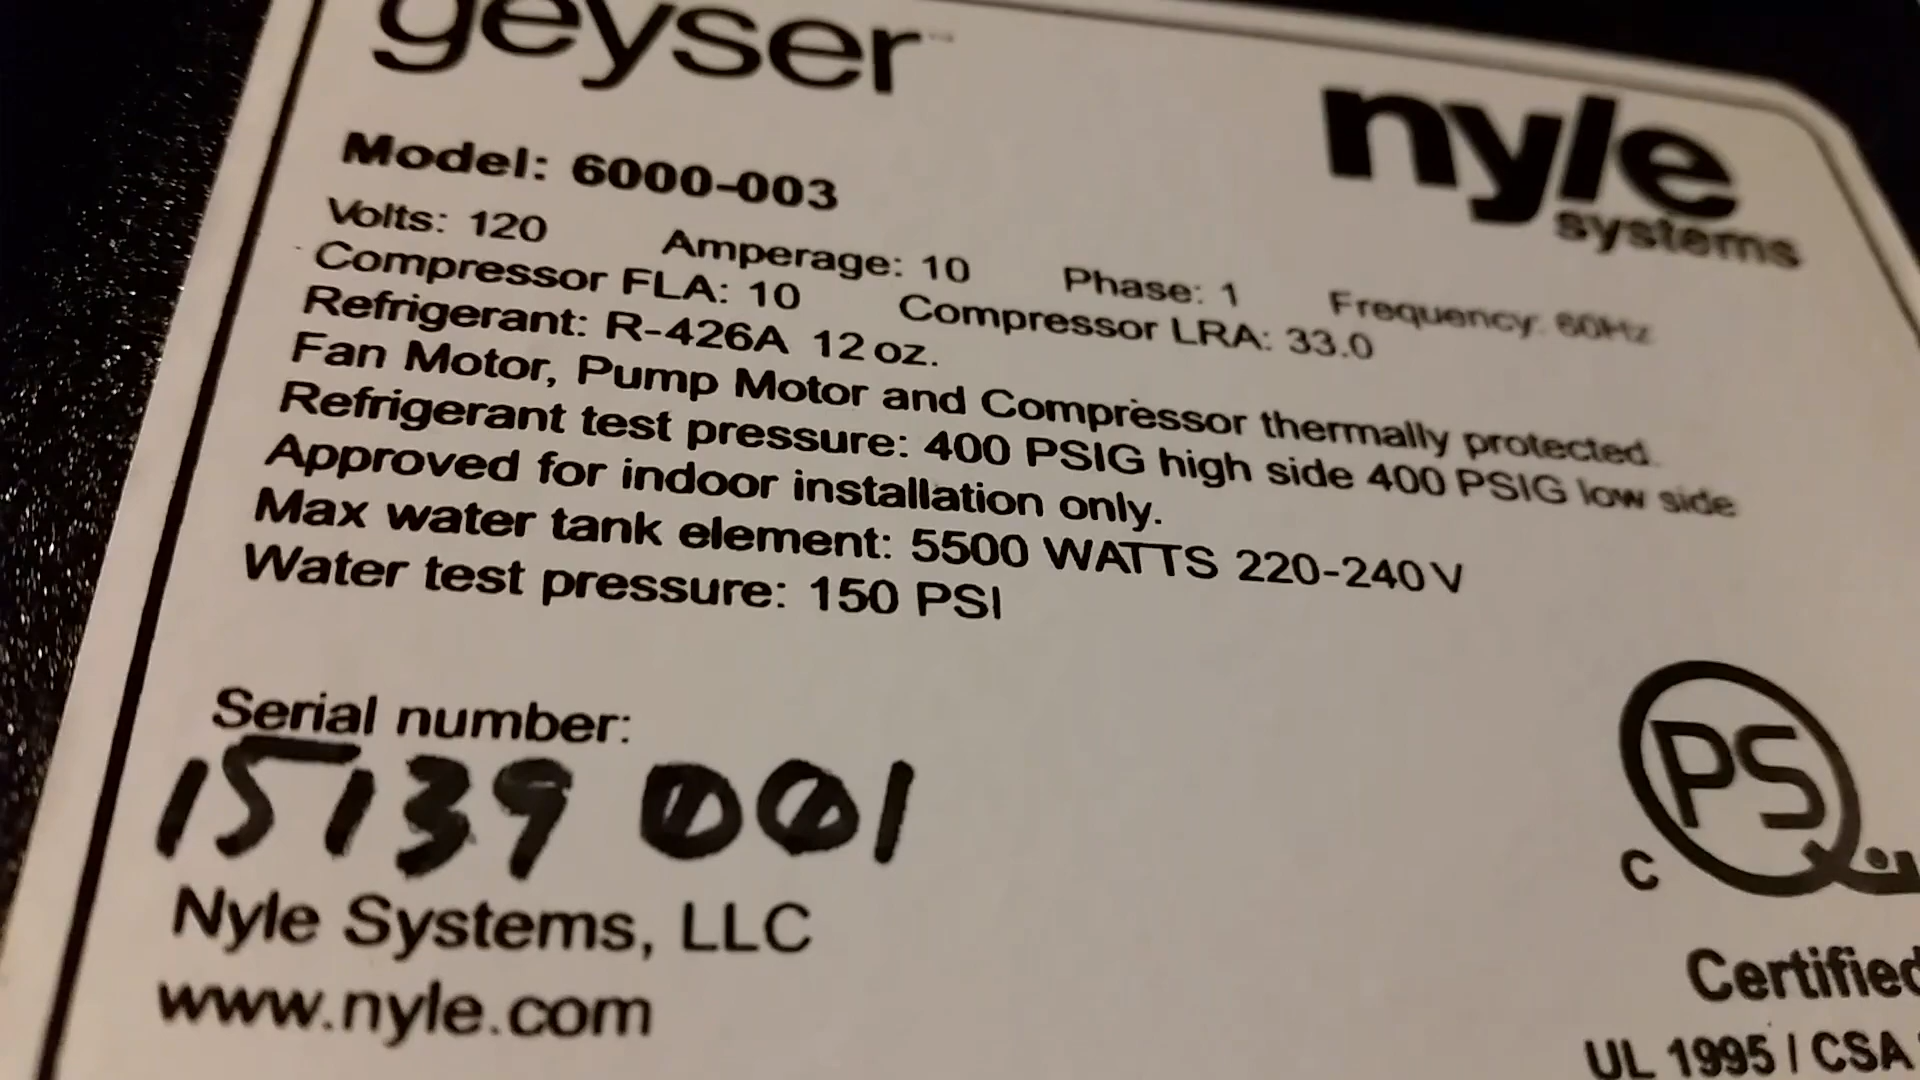 geyser™
nyle
systems
Model: 6000-003
Volts: 120 Amperage: 10 Phase: 1 Frequency: 60Hz
Compressor FLA: 10 Compressor LRA: 33.0
Refrigerant: R-426A 12 oz.
Fan Motor, Pump Motor and Compressor thermally protected.
Refrigerant test pressure: 400 PSIG high side 400 PSIG low side
Approved for indoor installation only.
Max water tank element: 5500 WATTS 220-240 V
Water test pressure: 150 PSI
Serial number:
15139 001
Nyle Systems, LLC
www.nyle.com
PS
C
Certified
UL 1995 / CSA